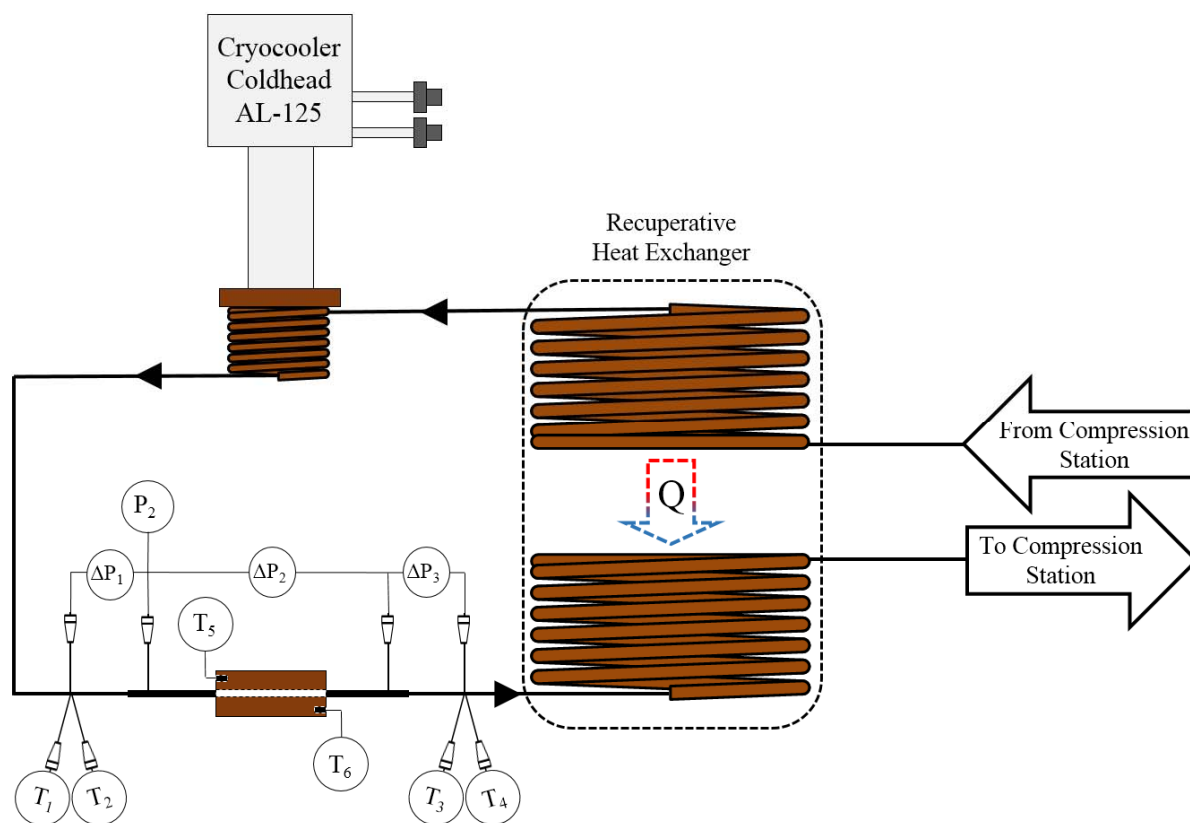 Cryocooler
Coldhead
AL-125
Recuperative
Heat Exchanger
From Compression
Station
Q
To Compression
Station
P₂
ΔP₁
ΔP₂
ΔP₃
T₅
T₆
T₁
T₂
T₃
T₄